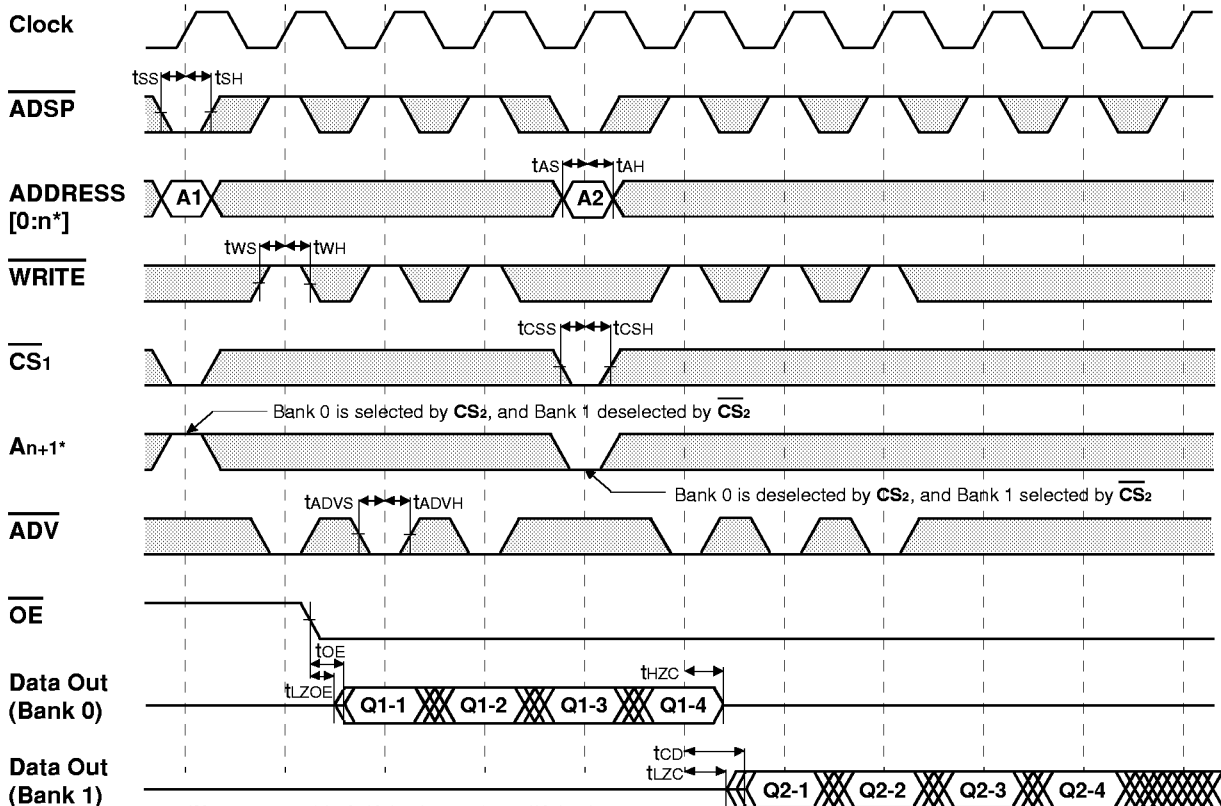 Clock
tSS tSH
ADSP
tAS tAH
ADDRESS
[0:n*]
A1 A2
tWS tWH
WRITE
tCSS tCSH
CS1
Bank 0 is selected by CS2, and Bank 1 deselected by CS2
An+1*
Bank 0 is deselected by CS2, and Bank 1 selected by CS2
tADVS tADVH
ADV
OE
tOE
tLZOE
tHZC
Data Out
(Bank 0)
Q1-1 Q1-2 Q1-3 Q1-4
tCD
tLZC
Data Out
(Bank 1)
Q2-1 Q2-2 Q2-3 Q2-4